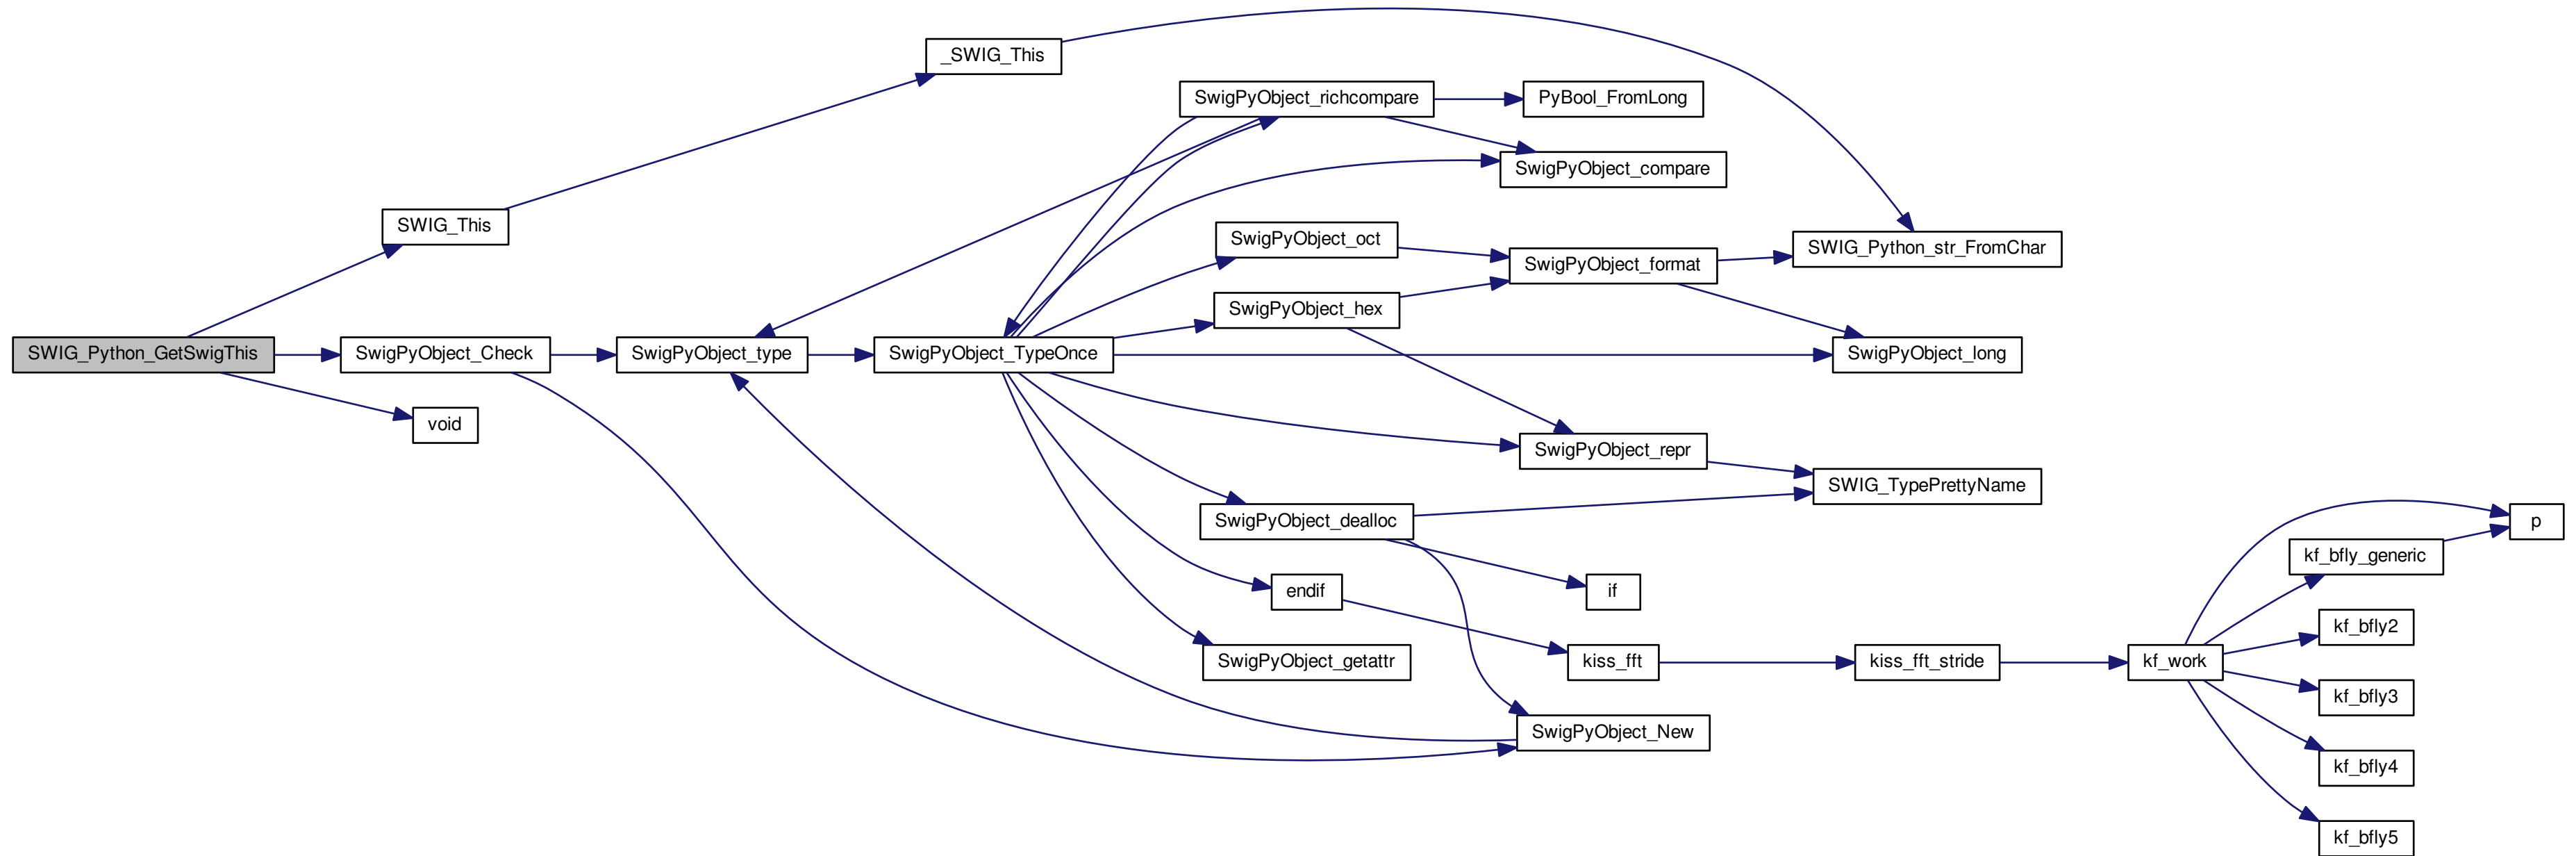 _SWIG_This
SwigPyObject_richcompare
PyBool_FromLong
SwigPyObject_compare
SWIG_This
SwigPyObject_oct
SWIG_Python_str_FromChar
SwigPyObject_format
SwigPyObject_hex
SWIG_Python_GetSwigThis
SwigPyObject_Check
SwigPyObject_type
SwigPyObject_TypeOnce
SwigPyObject_long
void
SwigPyObject_repr
SWIG_TypePrettyName
SwigPyObject_dealloc
p
kf_bfly_generic
endif
if
kf_bfly2
SwigPyObject_getattr
kiss_fft
kiss_fft_stride
kf_work
kf_bfly3
SwigPyObject_New
kf_bfly4
kf_bfly5